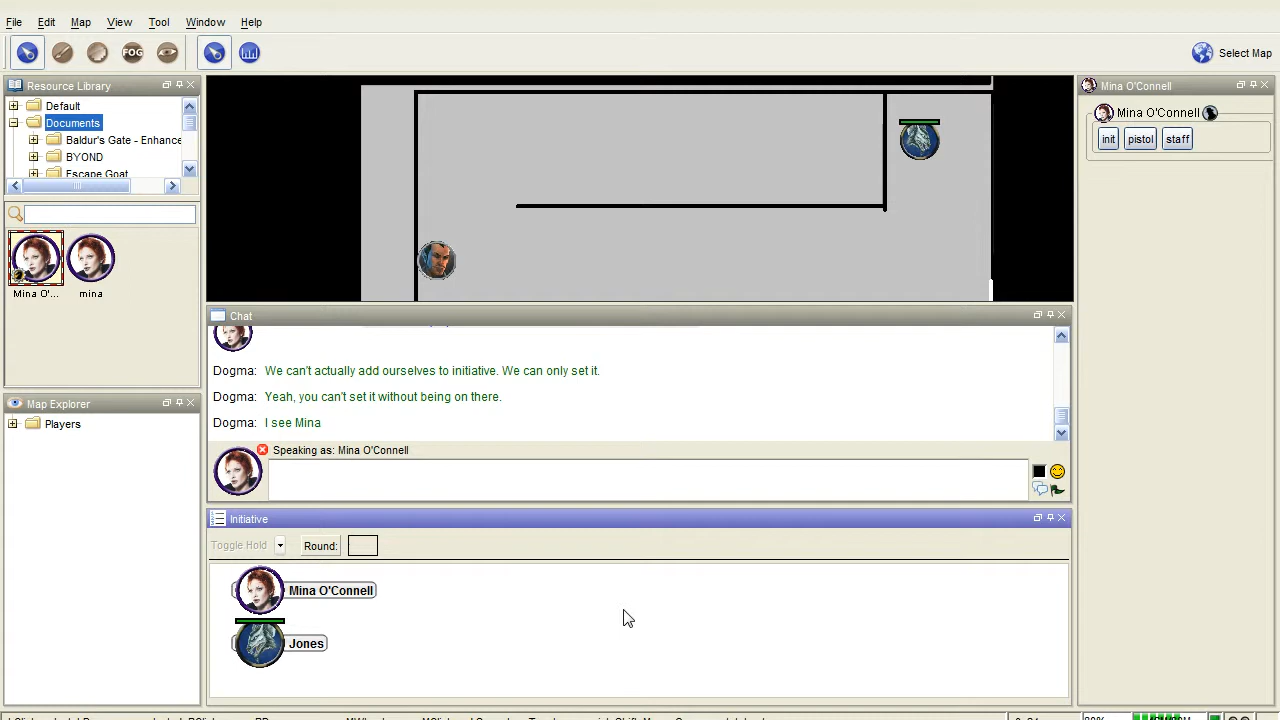 File Edit Map View Tool Window Help
FOG
Select Map
Resource Library
Default
Documents
Baldur's Gate - Enhance
BYOND
Escape Goat
Mina O'...
mina
Map Explorer
Players
Chat
Dogma: We can't actually add ourselves to initiative. We can only set it.
Dogma: Yeah, you can't set it without being on there.
Dogma: I see Mina
Speaking as: Mina O'Connell
Initiative
Toggle Hold
Round:
Mina O'Connell
Jones
Mina O'Connell
Mina O'Connell
init
pistol
staff